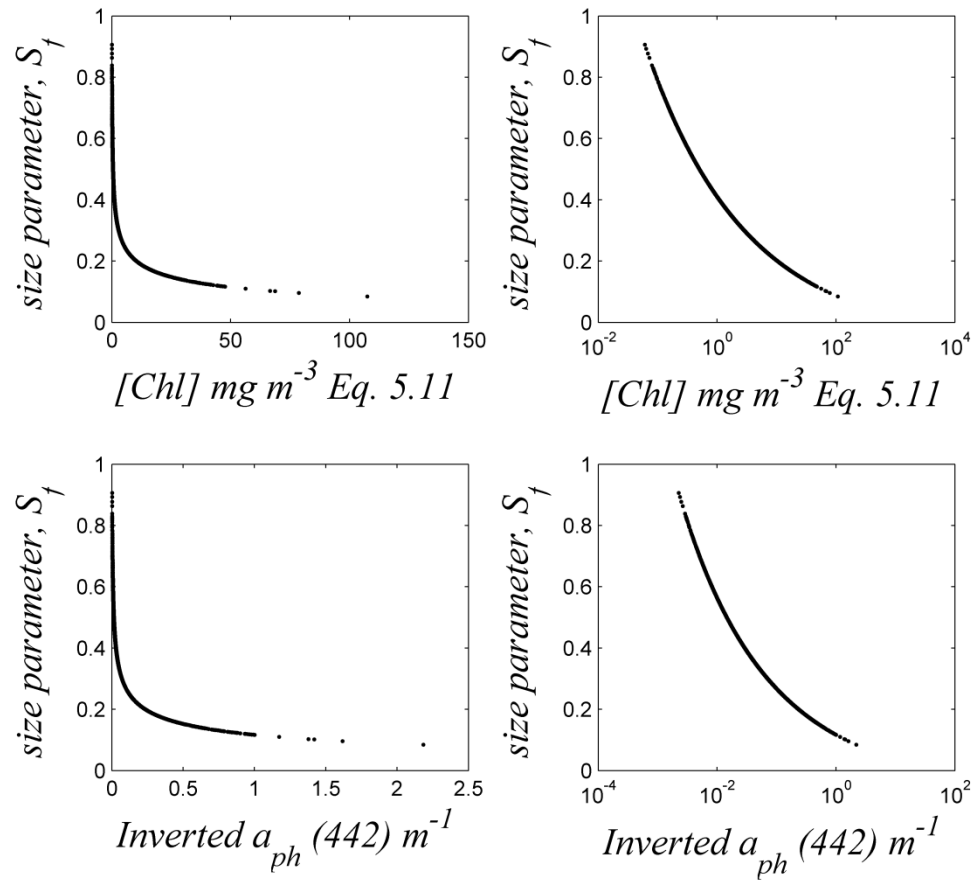 size parameter, S_f
1
0.8
0.6
0.4
0.2
0
0 50 100 150
[Chl] mg m^-3 Eq. 5.11
size parameter, S_f
1
0.8
0.6
0.4
0.2
0
10^-2 10^0 10^2 10^4
[Chl] mg m^-3 Eq. 5.11
size parameter, S_f
1
0.8
0.6
0.4
0.2
0
0 0.5 1 1.5 2 2.5
Inverted a_ph (442) m^-1
size parameter, S_f
1
0.8
0.6
0.4
0.2
0
10^-4 10^-2 10^0 10^2
Inverted a_ph (442) m^-1